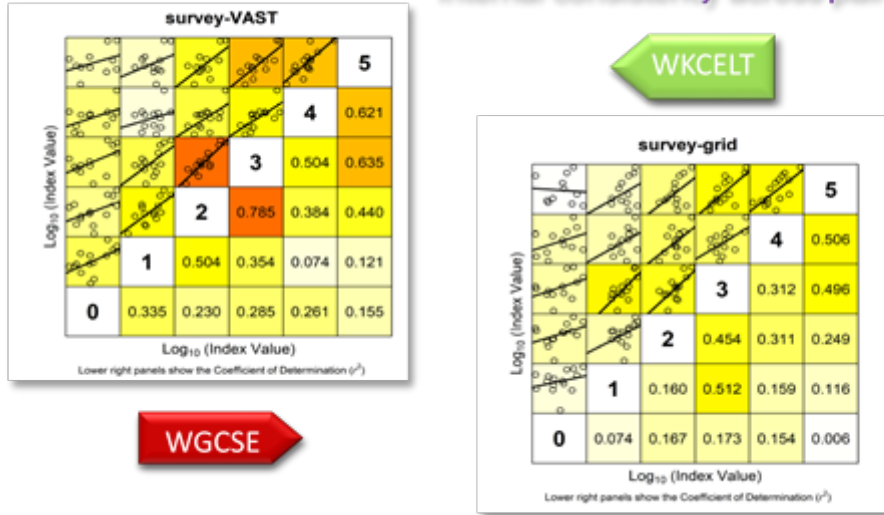 survey-VAST
5
4 0.621
3 0.504 0.635
2 0.785 0.384 0.440
1 0.504 0.354 0.074 0.121
0 0.335 0.230 0.285 0.261 0.155
Log10 (Index Value)
Log10 (Index Value)
Lower right panels show the Coefficient of Determination (r²)
WGCSE
WKCELT
survey-grid
5
4 0.506
3 0.312 0.496
2 0.454 0.311 0.249
1 0.160 0.512 0.159 0.116
0 0.074 0.167 0.173 0.154 0.006
Log10 (Index Value)
Log10 (Index Value)
Lower right panels show the Coefficient of Determination (r²)